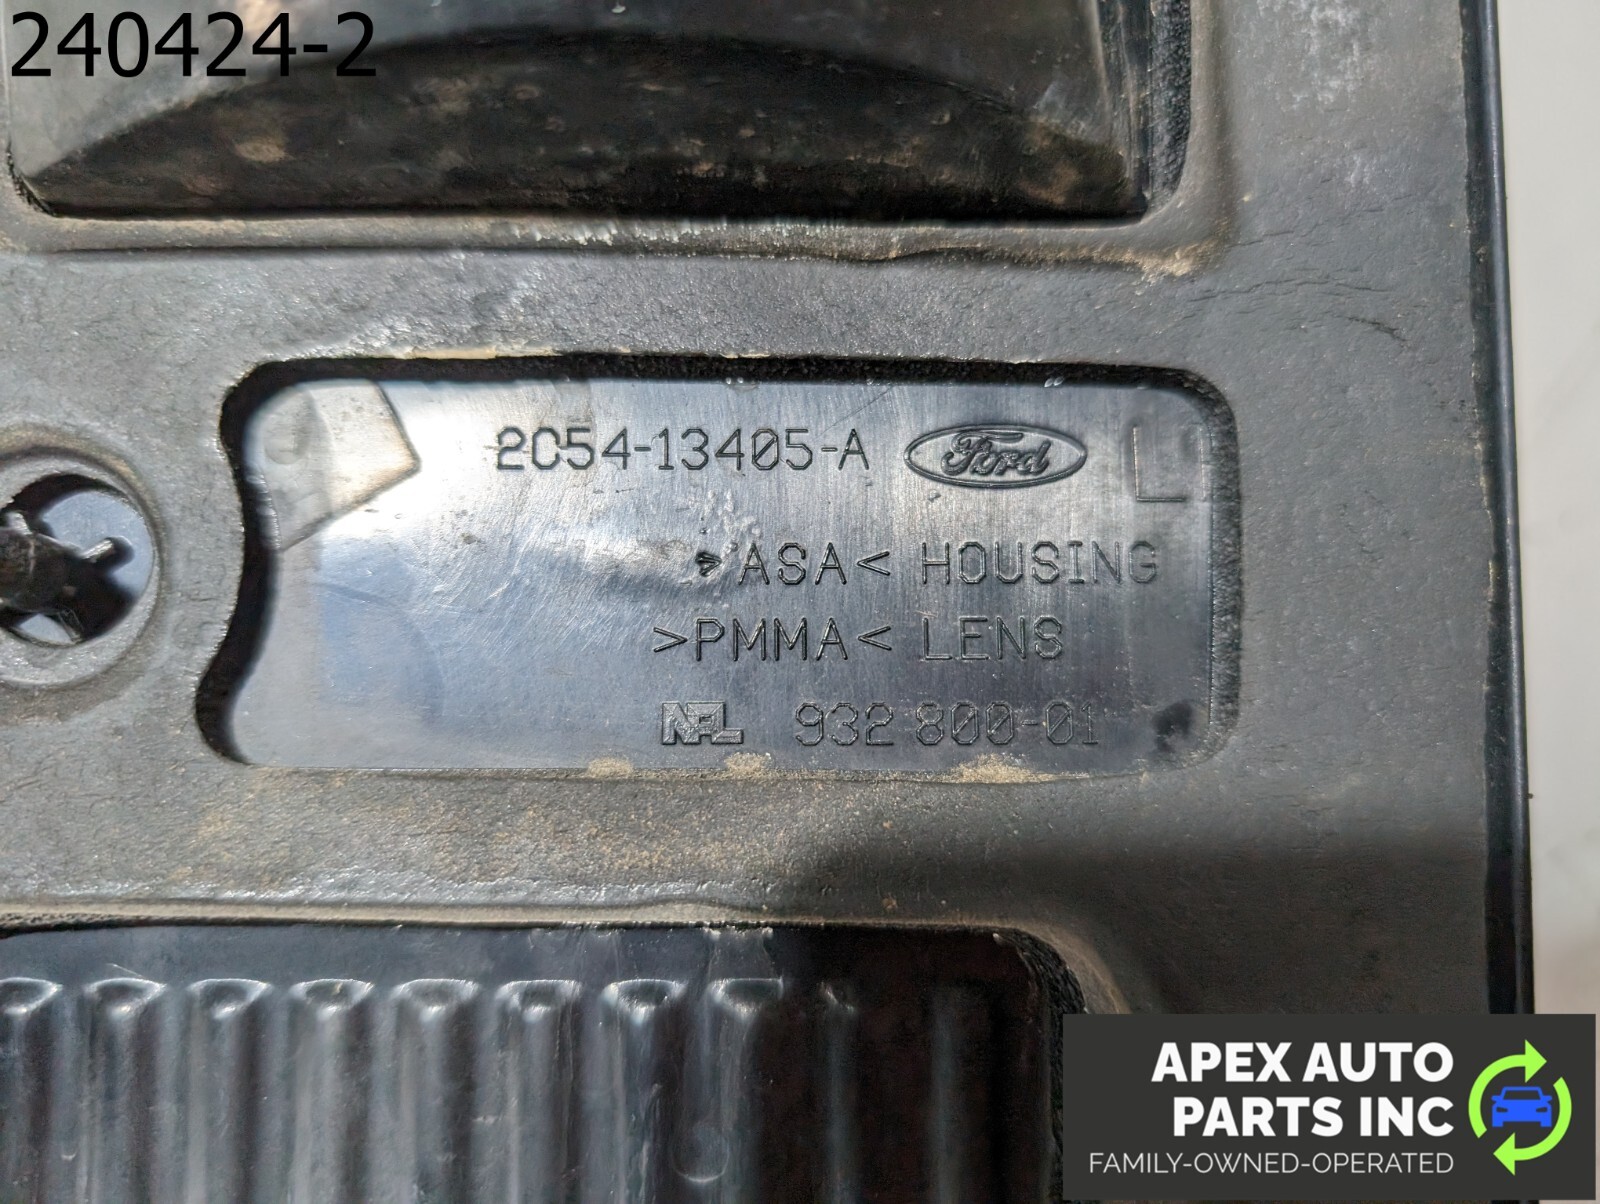 240424-2
2C54-13405-A Ford L
>ASA< HOUSING
>PMMA< LENS
NAL 932 800-01
APEX AUTO
PARTS INC
FAMILY-OWNED-OPERATED